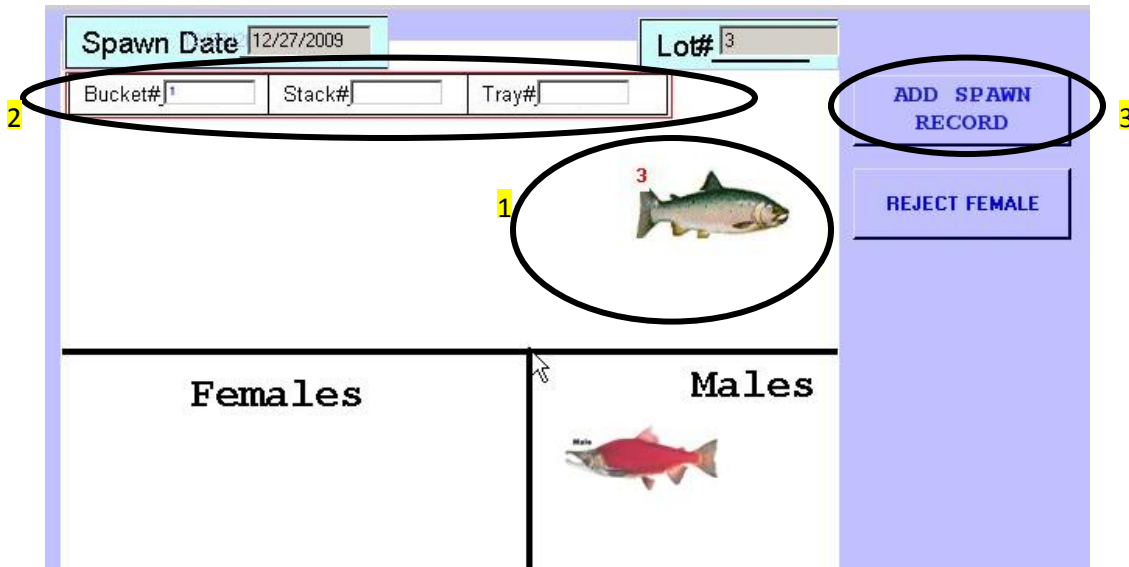 Spawn Date 12/27/2009 Lot# 3
2 Bucket# 1 Stack# Tray#
ADD SPAWN
RECORD
3
1 3
REJECT FEMALE
Females Males
Male